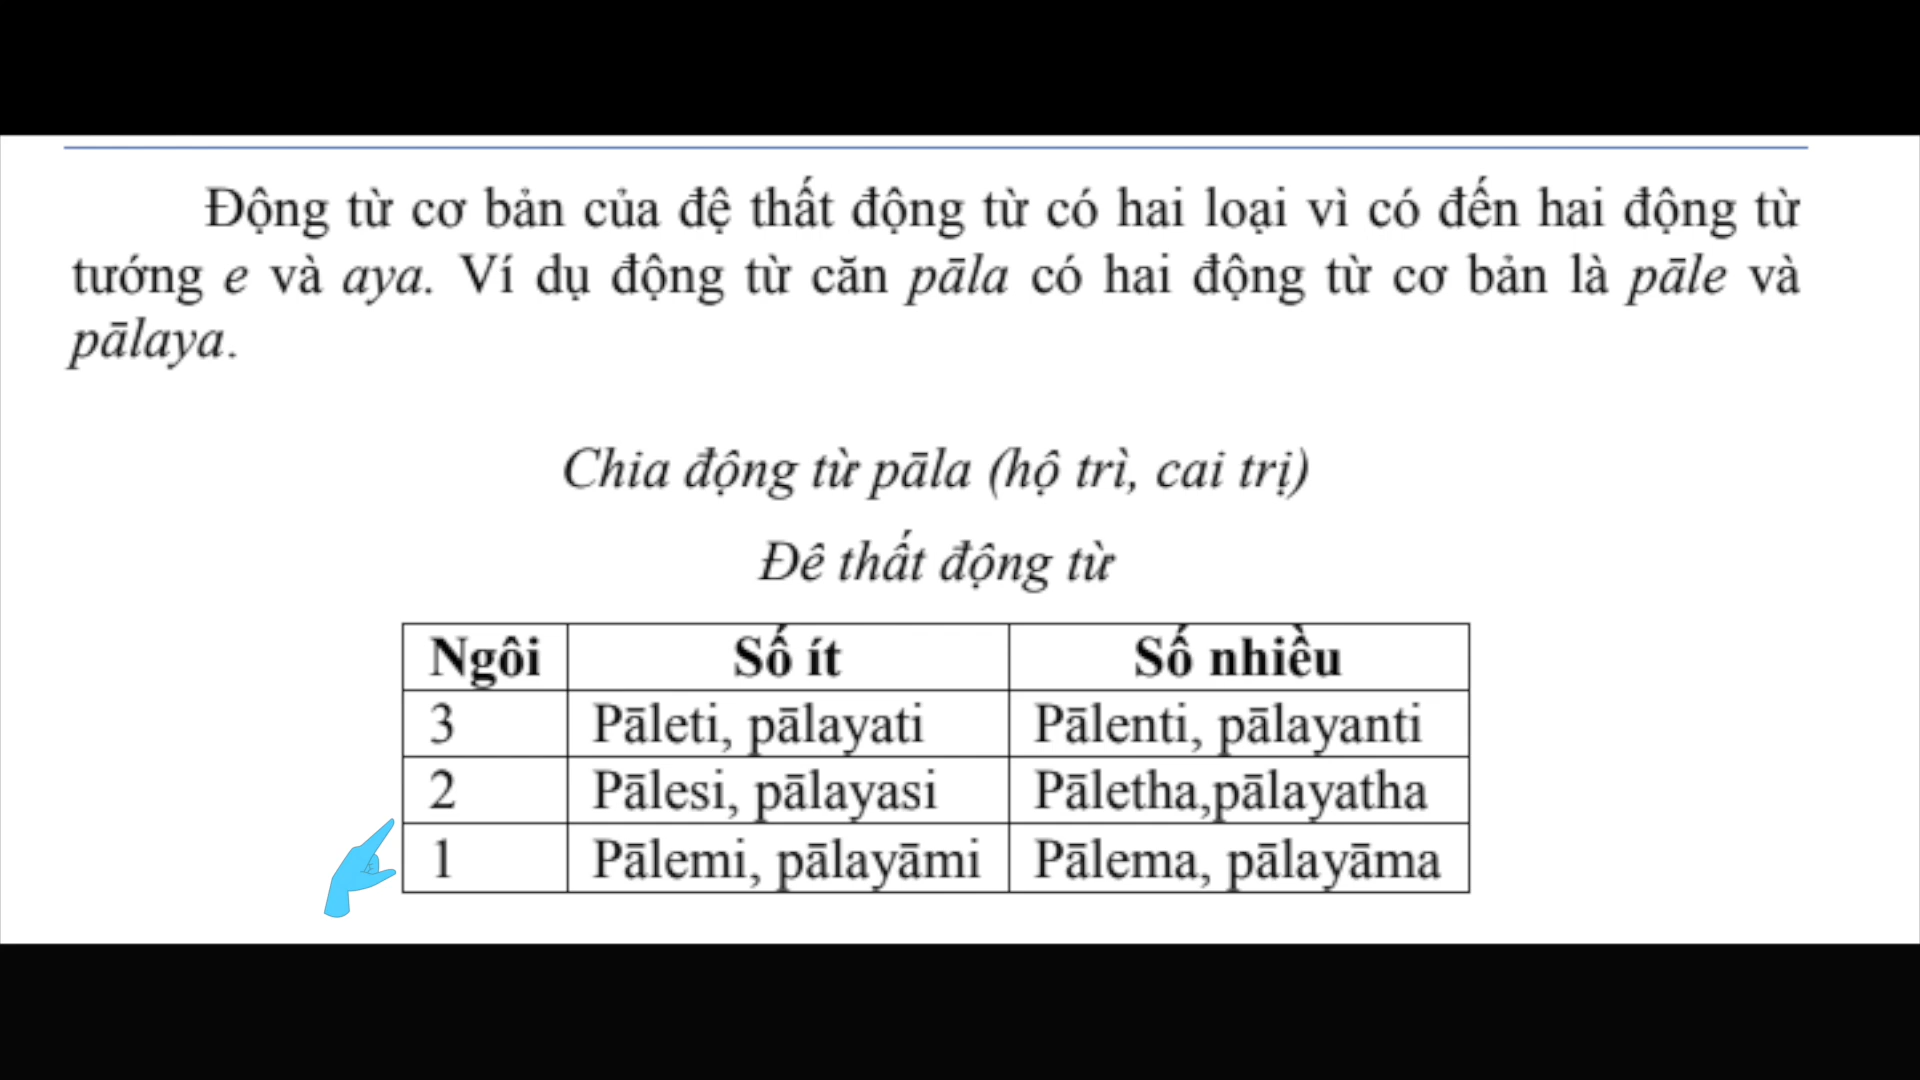 Động từ cơ bản của đệ thất động từ có hai loại vì có đến hai động từ
tướng e và aya. Ví dụ động từ căn pāla có hai động từ cơ bản là pāle và
pālaya.
Chia động từ pāla (hộ trì, cai trị)
Đê thất động từ
Ngôi Số ít Số nhiều
3 Pāleti, pālayati Pālenti, pālayanti
2 Pālesi, pālayasi Pāletha,pālayatha
1 Pālemi, pālayāmi Pālema, pālayāma